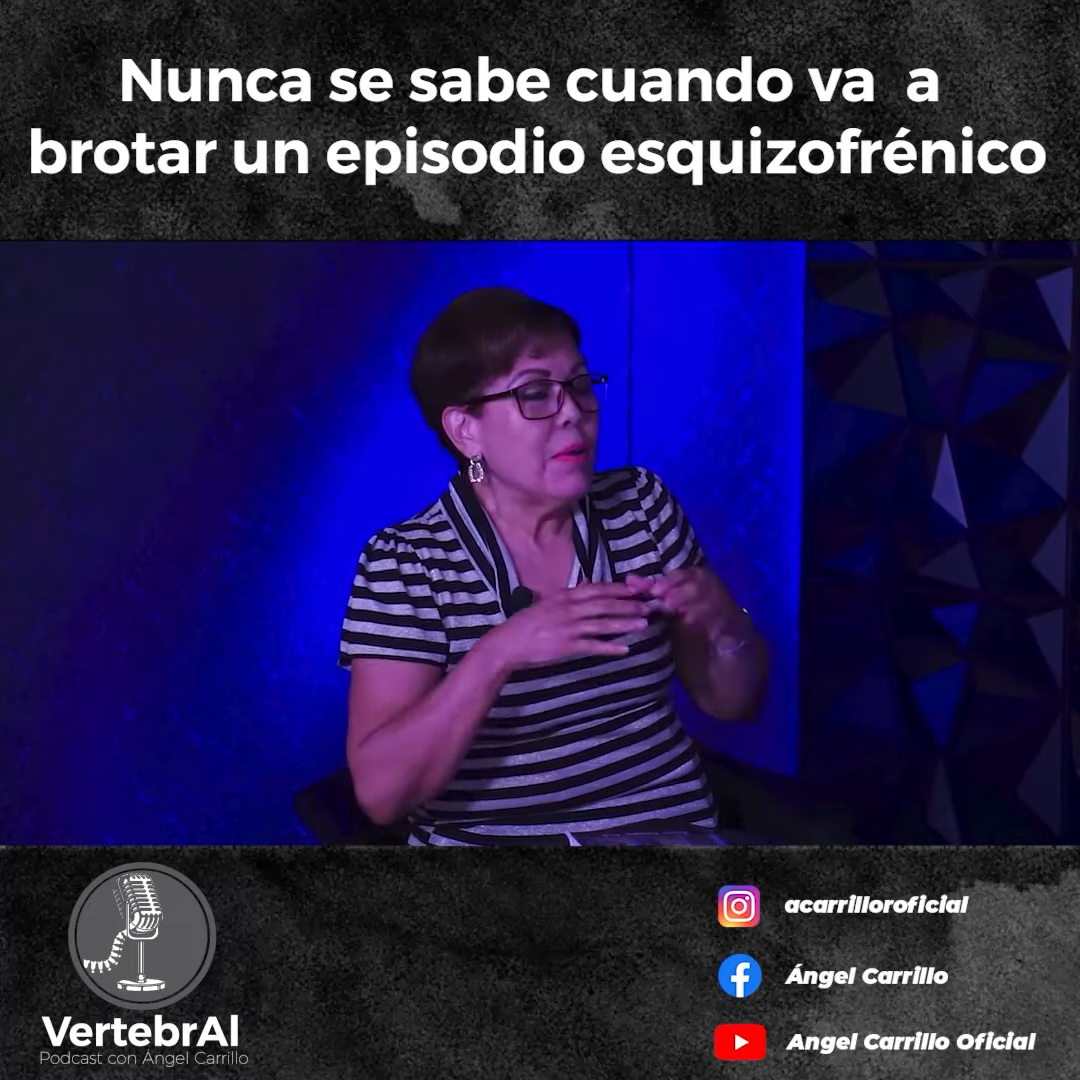 Nunca se sabe cuando va  a
brotar un episodio esquizofrénico
acarrilloroficial
Ángel Carrillo
Angel Carrillo Oficial
VertebrAl
Podcast con Ángel Carrillo